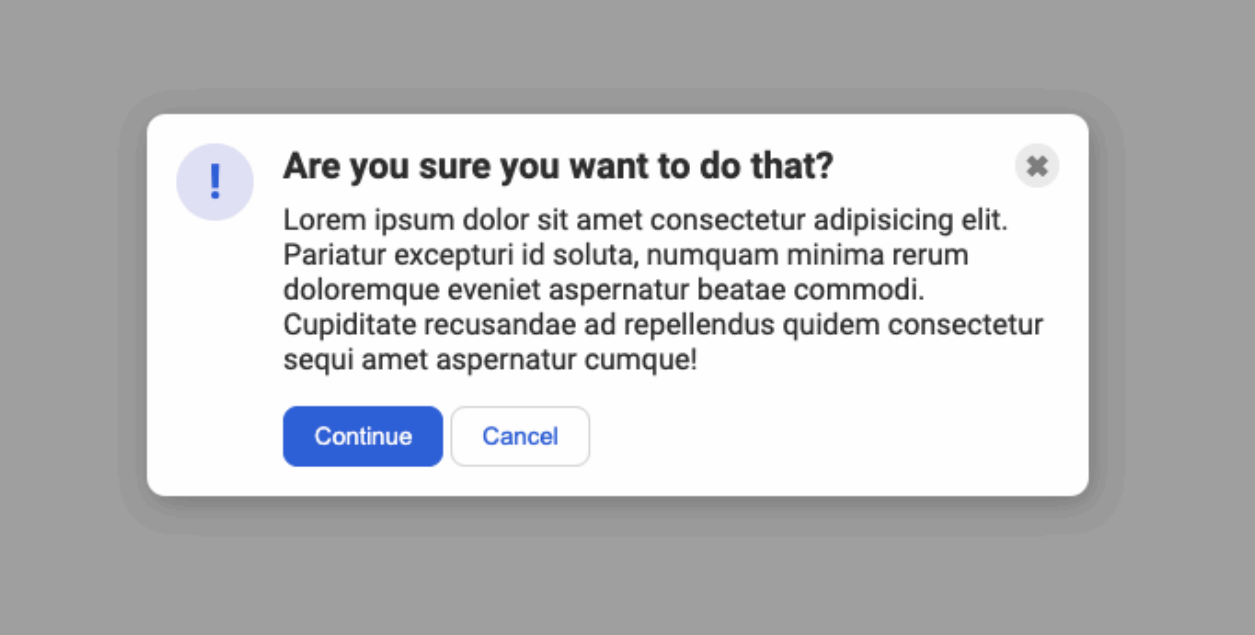 !
Are you sure you want to do that?
✖
Lorem ipsum dolor sit amet consectetur adipisicing elit.
Pariatur excepturi id soluta, numquam minima rerum
doloremque eveniet aspernatur beatae commodi.
Cupiditate recusandae ad repellendus quidem consectetur
sequi amet aspernatur cumque!
Continue
Cancel